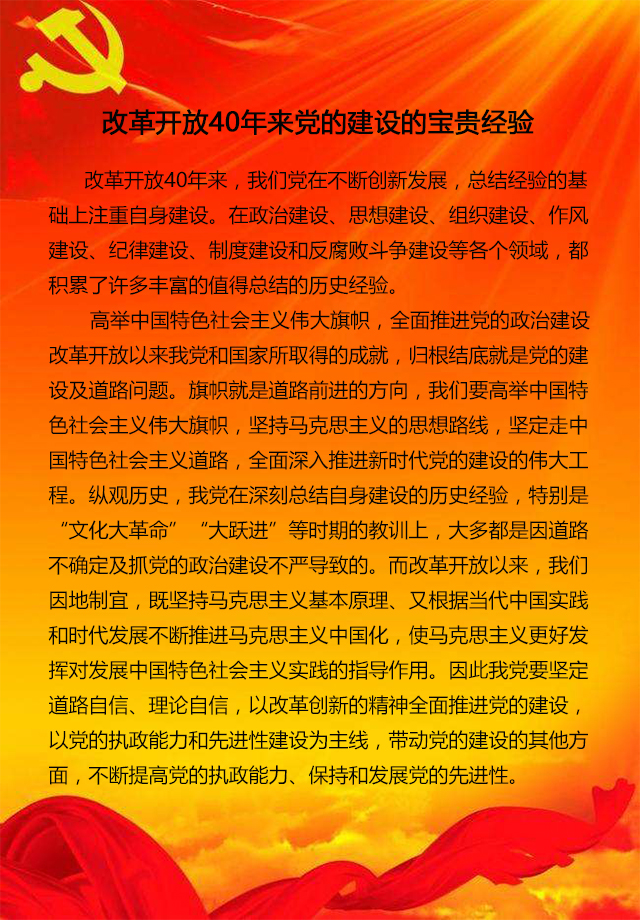 改革开放40年来党的建设的宝贵经验
改革开放40年来，我们党在不断创新发展，总结经验的基
础上注重自身建设。在政治建设、思想建设、组织建设、作风
建设、纪律建设、制度建设和反腐败斗争建设等各个领域，都
积累了许多丰富的值得总结的历史经验。
高举中国特色社会主义伟大旗帜，全面推进党的政治建设
改革开放以来我党和国家所取得的成就，归根结底就是党的建
设及道路问题。旗帜就是道路前进的方向，我们要高举中国特
色社会主义伟大旗帜，坚持马克思主义的思想路线，坚定走中
国特色社会主义道路，全面深入推进新时代党的建设的伟大工
程。纵观历史，我党在深刻总结自身建设的历史经验，特别是
“文化大革命”“大跃进”等时期的教训上，大多都是因道路
不确定及抓党的政治建设不严导致的。而改革开放以来，我们
因地制宜，既坚持马克思主义基本原理、又根据当代中国实践
和时代发展不断推进马克思主义中国化，使马克思主义更好发
挥对发展中国特色社会主义实践的指导作用。因此我党要坚定
道路自信、理论自信，以改革创新的精神全面推进党的建设，
以党的执政能力和先进性建设为主线，带动党的建设的其他方
面，不断提高党的执政能力、保持和发展党的先进性。